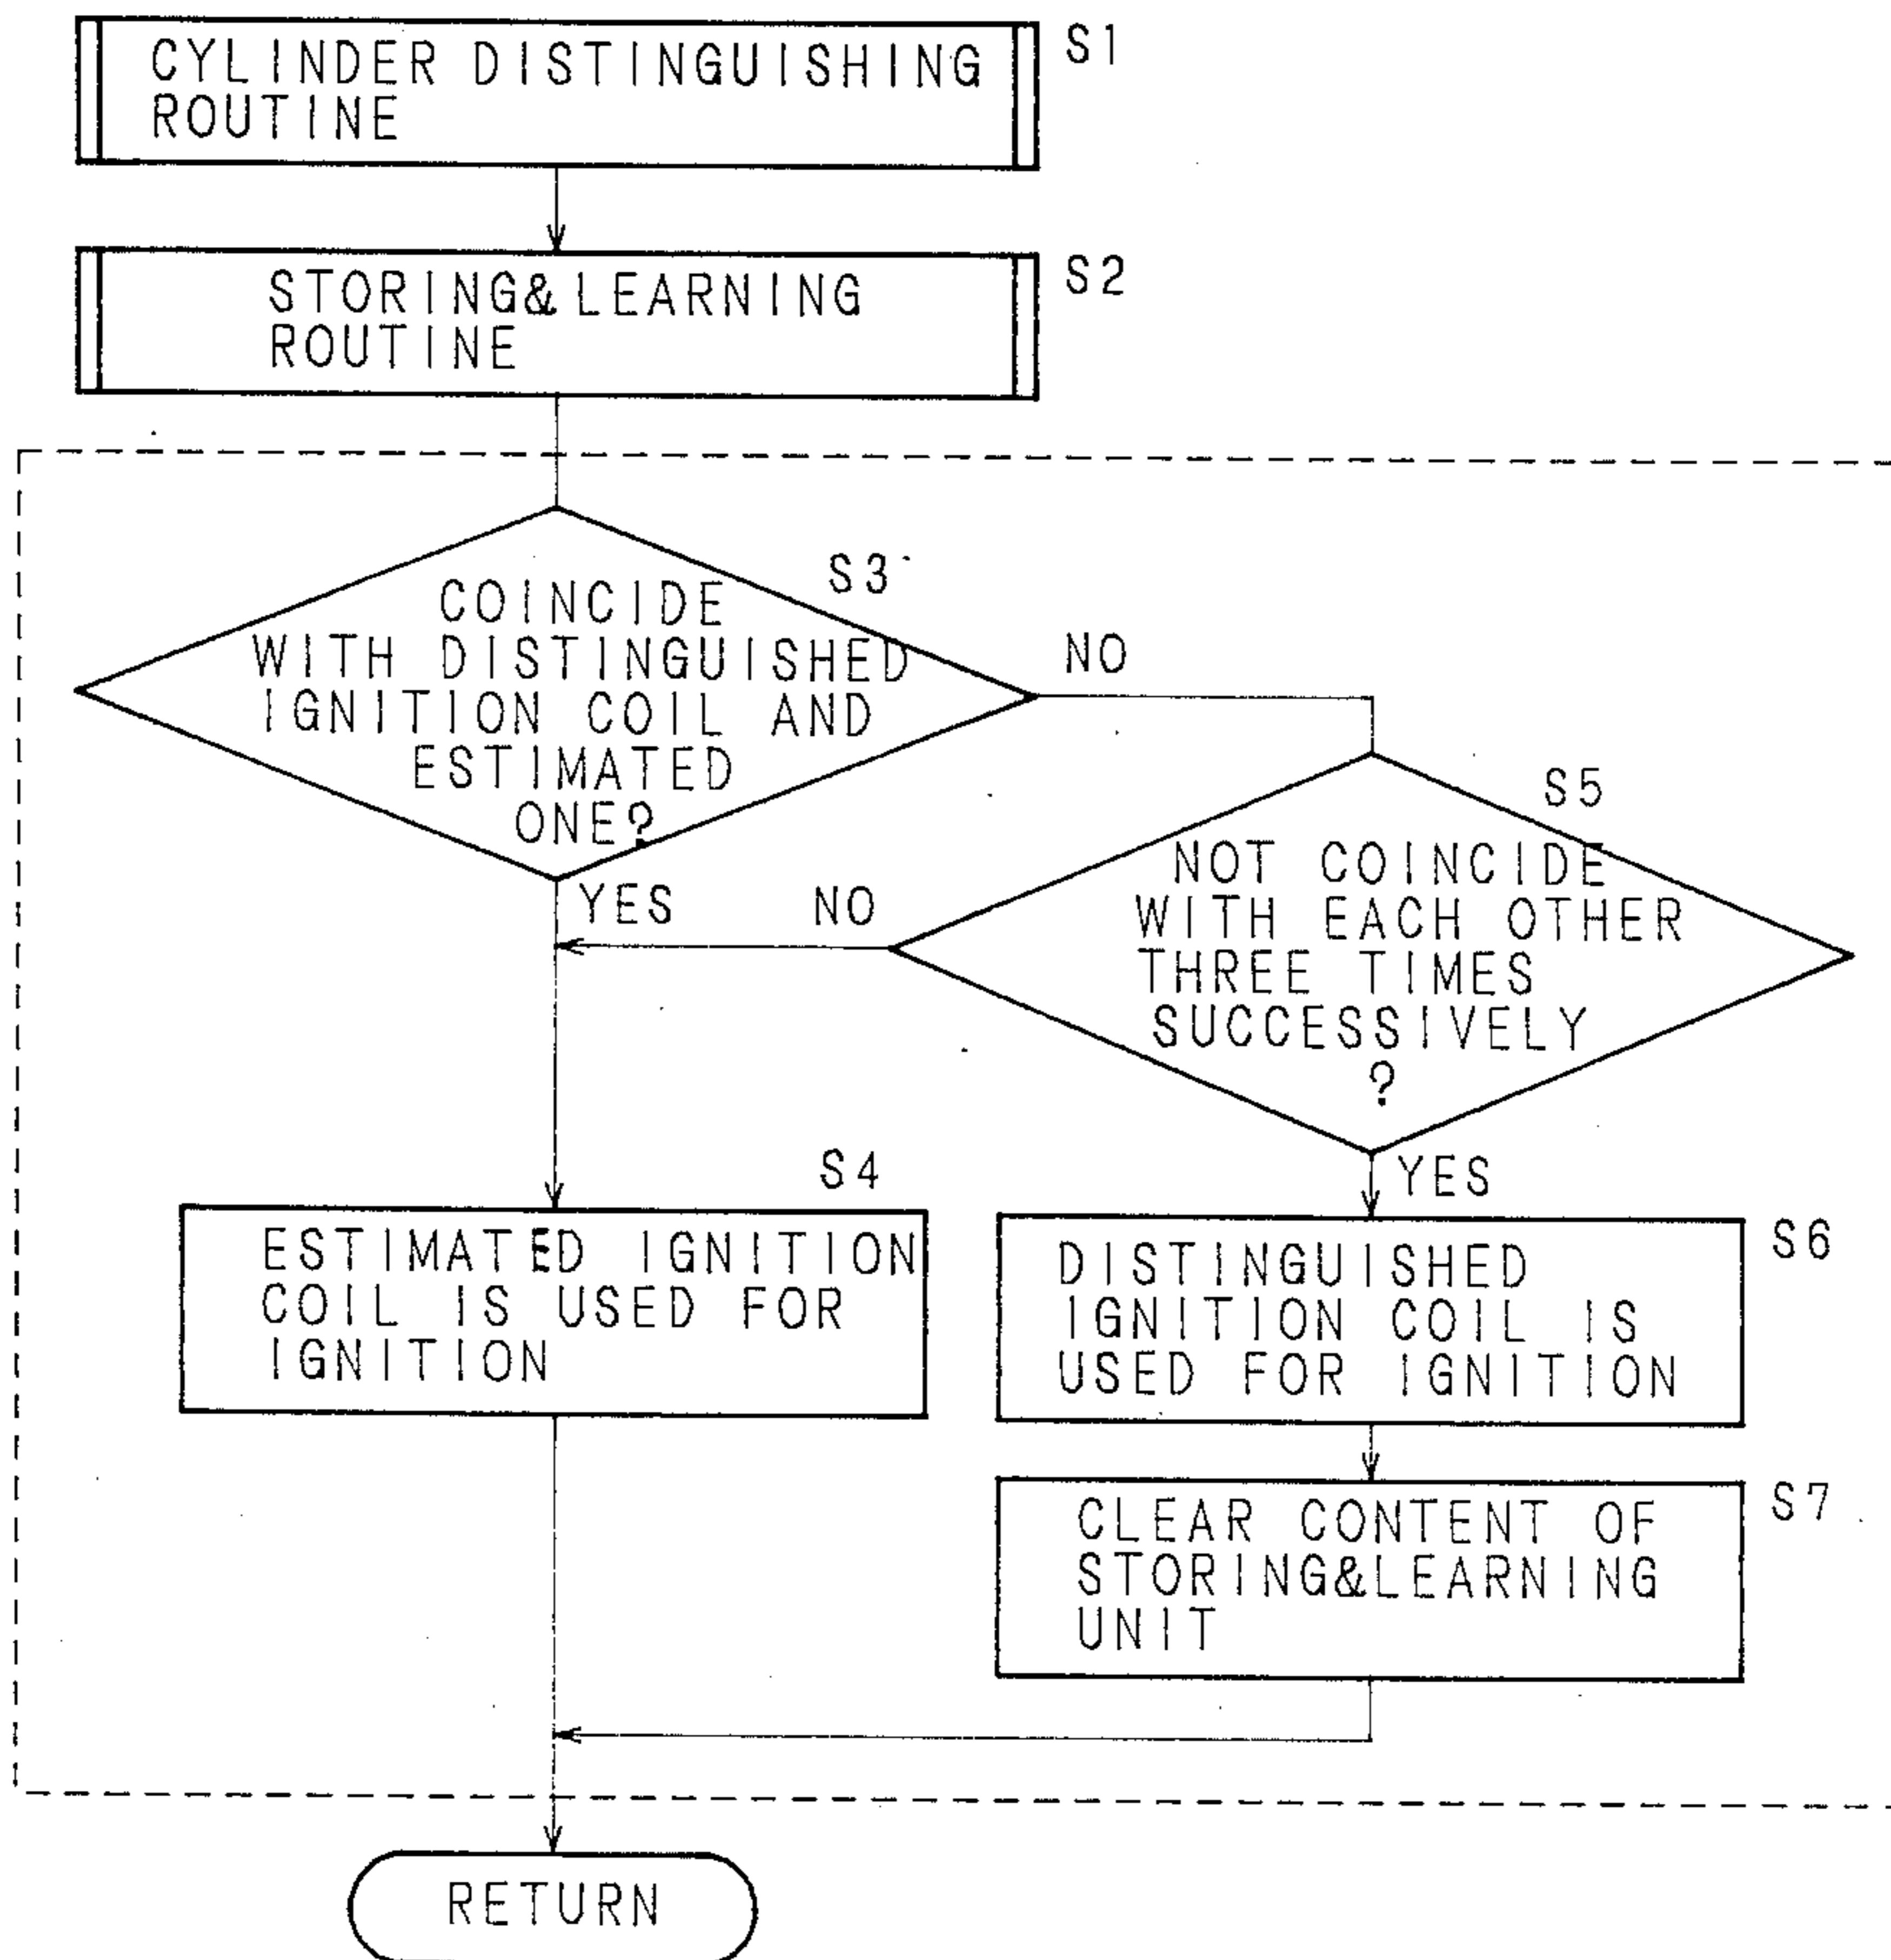 CYLINDER DISTINGUISHING
ROUTINE
S1
STORING&LEARNING
ROUTINE
S2
S3
COINCIDE
WITH DISTINGUISHED
IGNITION COIL AND
ESTIMATED
ONE?
NO
YES
S5
NOT COINCIDE
WITH EACH OTHER
THREE TIMES
SUCCESSIVELY
?
NO
YES
S4
ESTIMATED IGNITION
COIL IS USED FOR
IGNITION
S6
DISTINGUISHED
IGNITION COIL IS
USED FOR IGNITION
S7
CLEAR CONTENT OF
STORING&LEARNING
UNIT
RETURN